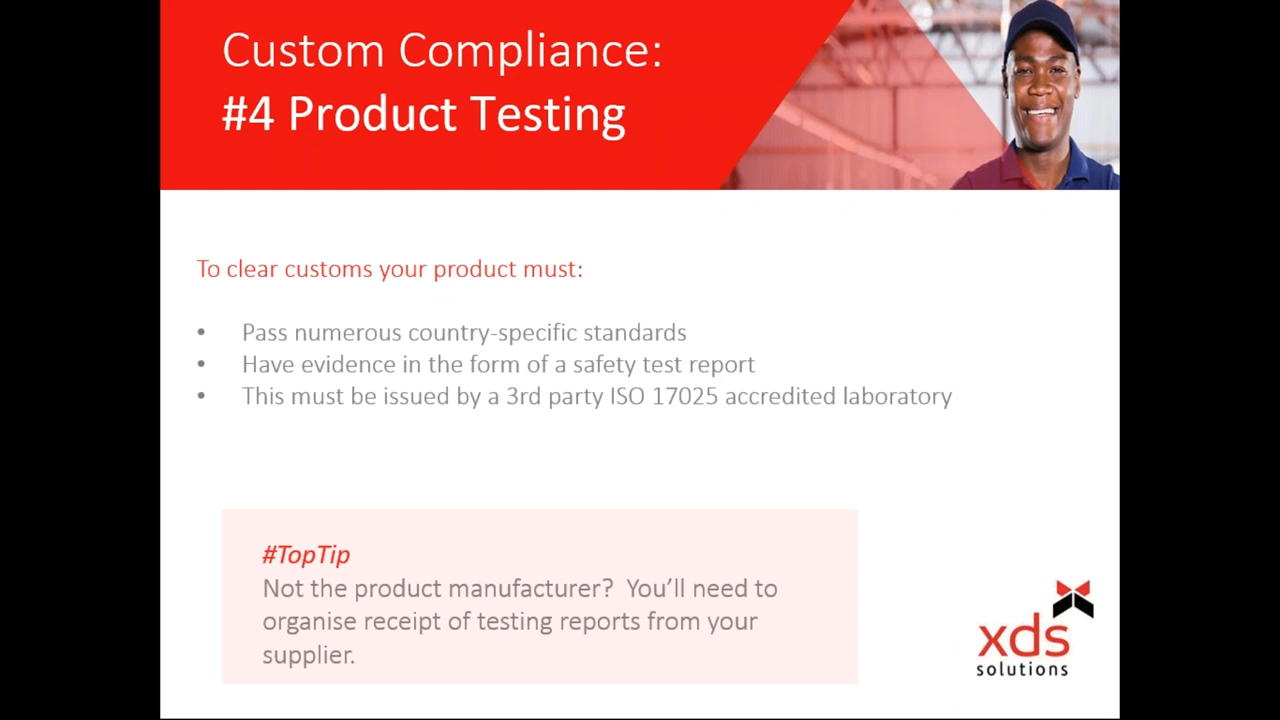 Custom Compliance:
#4 Product Testing
To clear customs your product must:
• Pass numerous country-specific standards
• Have evidence in the form of a safety test report
• This must be issued by a 3rd party ISO 17025 accredited laboratory
#TopTip
Not the product manufacturer?  You’ll need to
organise receipt of testing reports from your
supplier.
xds
solutions